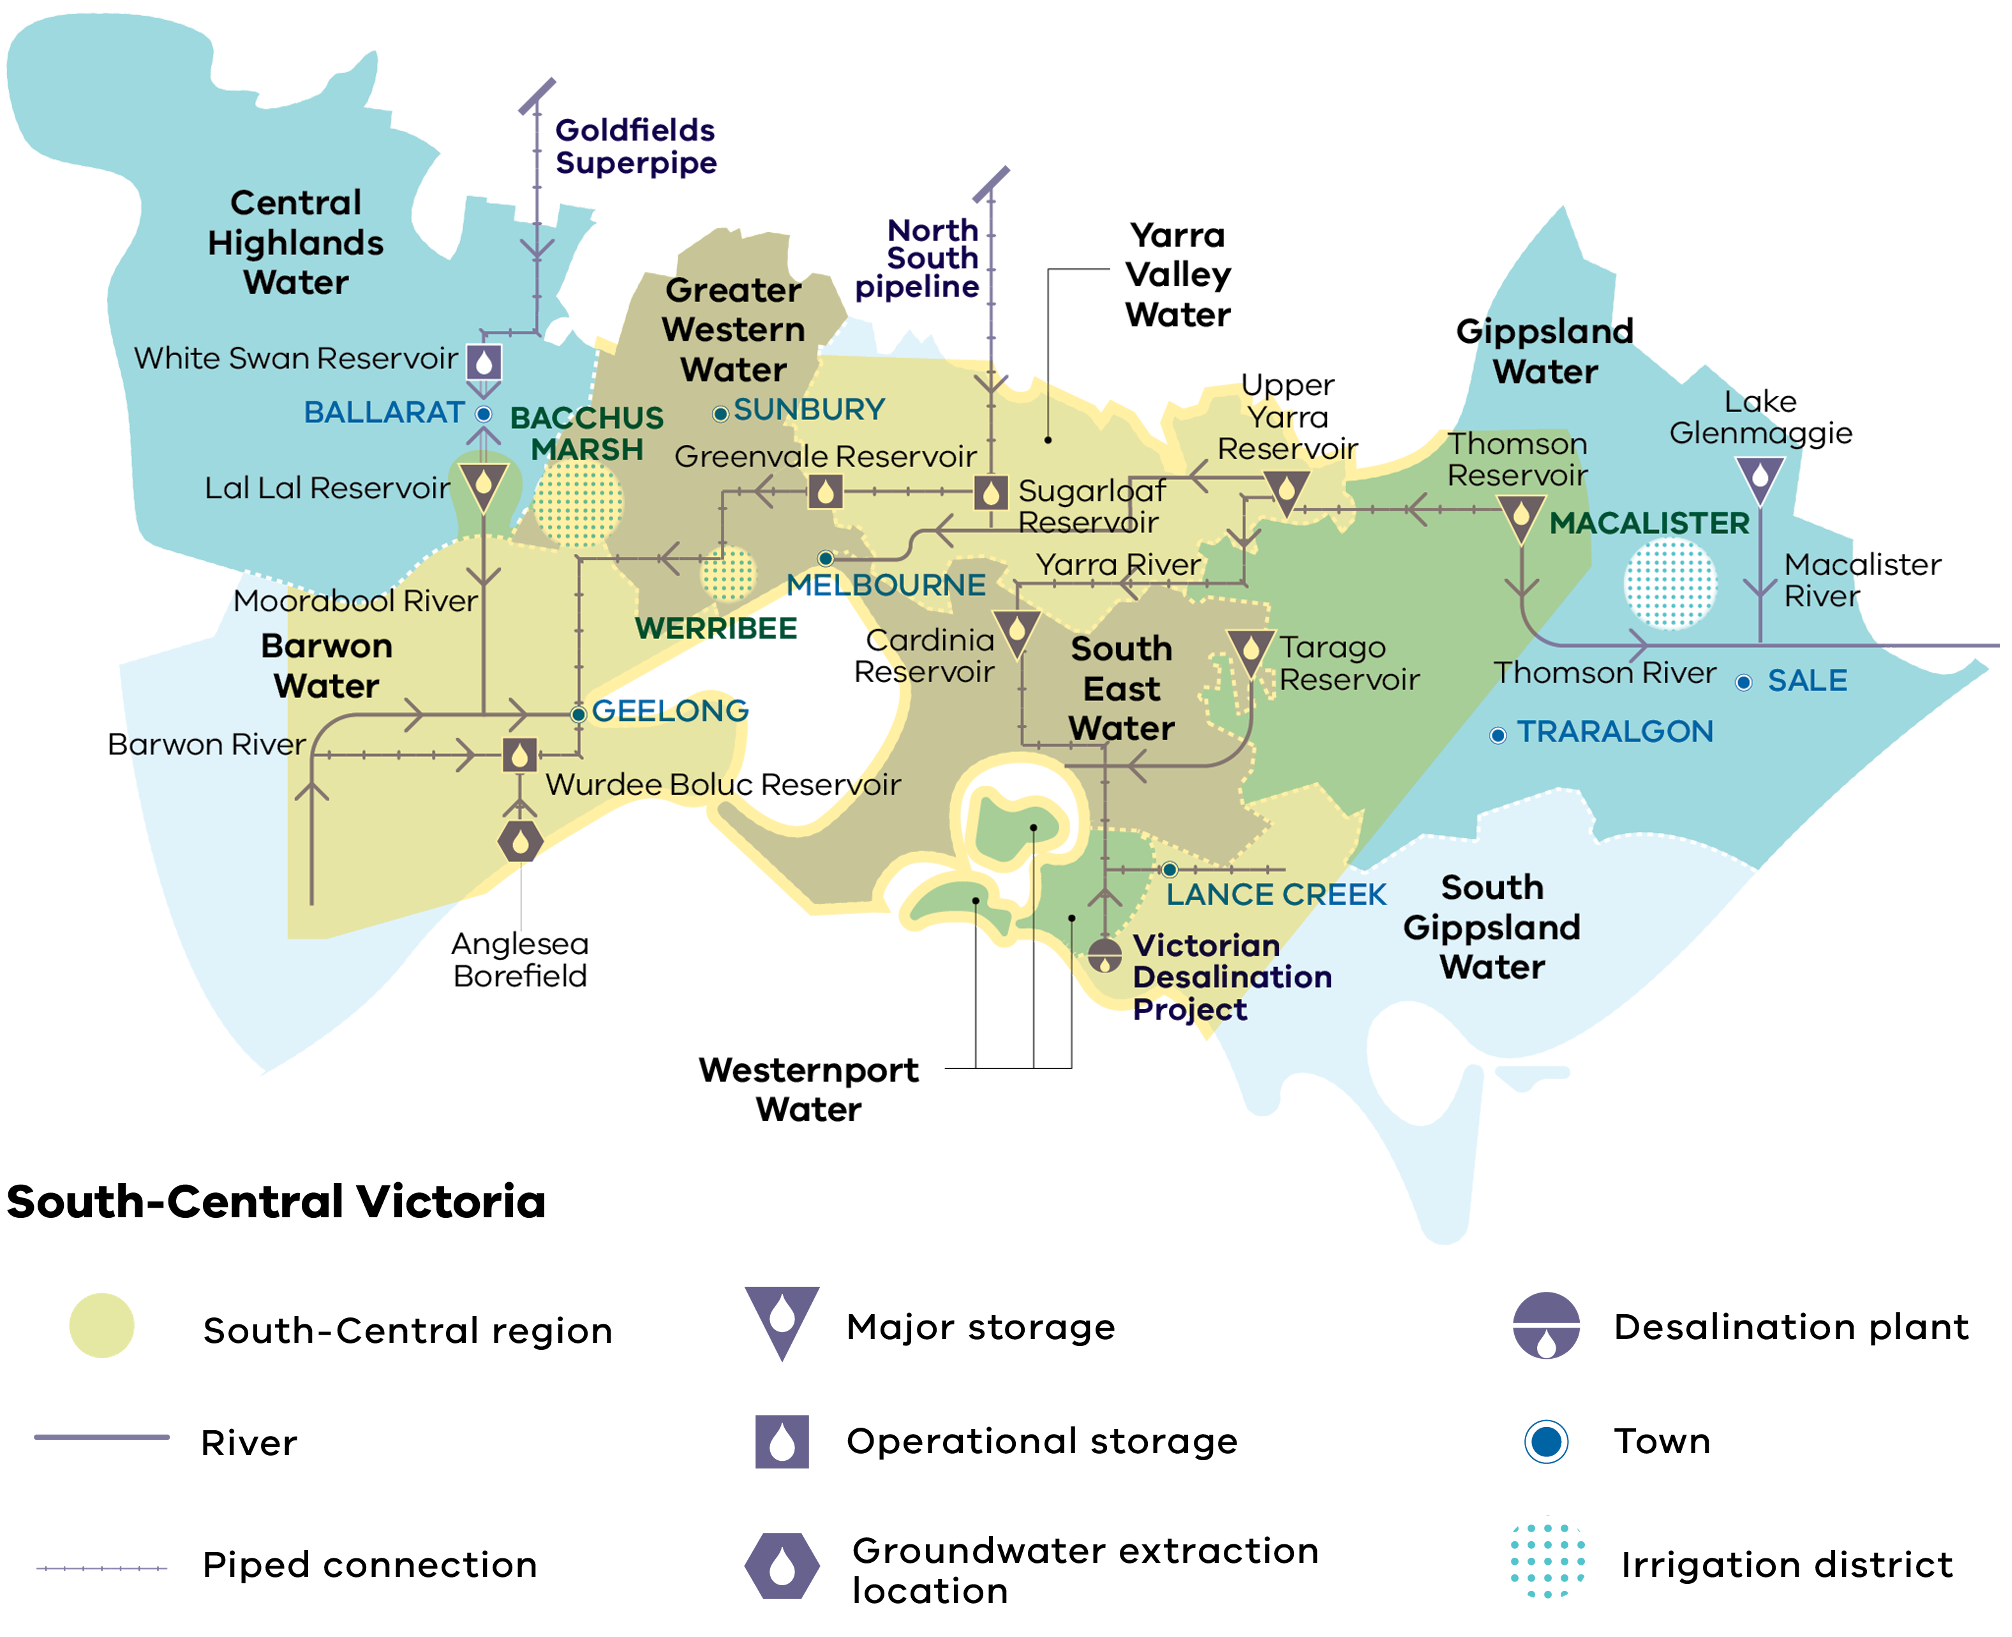 Goldfields
Superpipe
Central
Highlands
Water
North
South
pipeline
Yarra
Valley
Water
Greater
Western
Water
Gippsland
Water
White Swan Reservoir
BALLARAT
BACCHUS
MARSH
SUNBURY
Upper
Yarra
Reservoir
Thomson
Reservoir
Lake
Glenmaggie
Greenvale Reservoir
Lal Lal Reservoir
Sugarloaf
Reservoir
MACALISTER
Yarra River
MELBOURNE
Macalister
River
Moorabool River
WERRIBEE
Barwon
Water
Cardinia
Reservoir
South
East
Water
Tarago
Reservoir
Thomson River
SALE
GEELONG
TRARALGON
Barwon River
Wurdee Boluc Reservoir
LANCE CREEK
South
Gippsland
Water
Anglesea
Borefield
Victorian
Desalination
Project
Westernport
Water
South-Central Victoria
South-Central region
Major storage
Desalination plant
River
Operational storage
Town
Piped connection
Groundwater extraction
location
Irrigation district